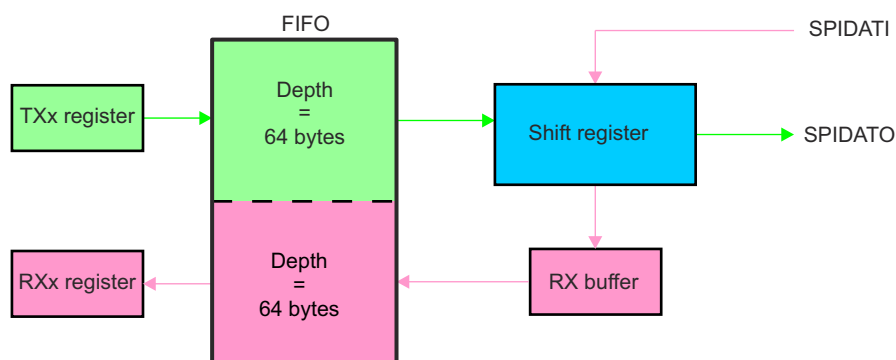 FIFO
SPIDATI
TXx register
Depth
=
64 bytes
Shift register
SPIDATO
RXx register
Depth
=
64 bytes
RX buffer